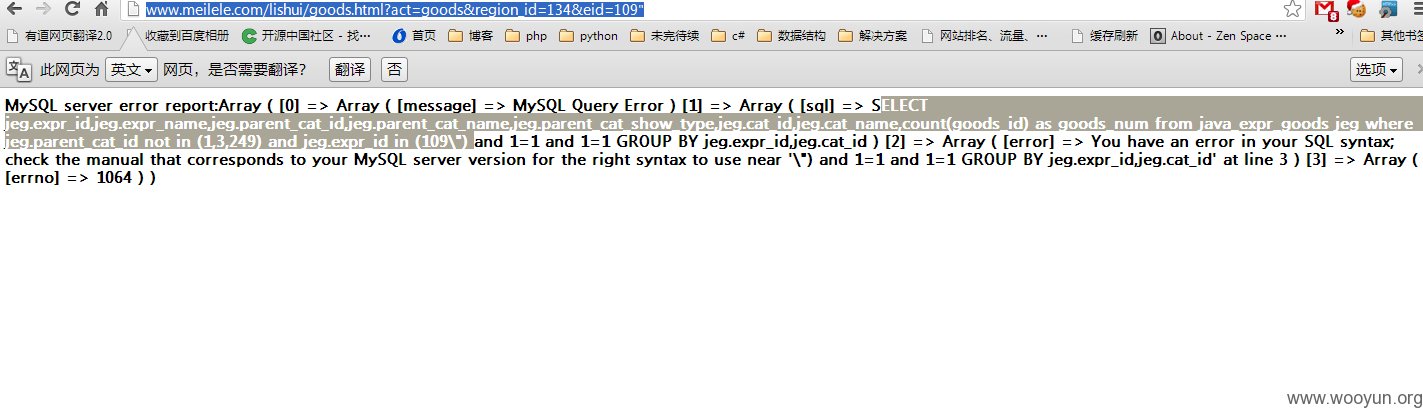 www.meilele.com/lishui/goods.html?act=goods&region_id=134&eid=109"
8
有道网页翻译2.0 收藏到百度相册 开源中国社区 - 找… 首页 博客 php python 未完待续 c# 数据结构 解决方案 网站排名、流量、… 缓存刷新 About - Zen Space … » 其他书签
此网页为 英文 网页，是否需要翻译？ 翻译 否 选项
MySQL server error report:Array ( [0] => Array ( [message] => MySQL Query Error ) [1] => Array ( [sql] => SELECT
jeg.expr_id,jeg.expr_name,jeg.parent_cat_id,jeg.parent_cat_name,jeg.parent_cat_show_type,jeg.cat_id,jeg.cat_name,count(goods_id) as goods_num from java_expr_goods jeg where
jeg.parent_cat_id not in (1,3,249) and jeg.expr_id in (109\") and 1=1 and 1=1 GROUP BY jeg.expr_id,jeg.cat_id ) [2] => Array ( [error] => You have an error in your SQL syntax;
check the manual that corresponds to your MySQL server version for the right syntax to use near '\") and 1=1 and 1=1 GROUP BY jeg.expr_id,jeg.cat_id' at line 3 ) [3] => Array (
[errno] => 1064 ) )
www.wooyun.org